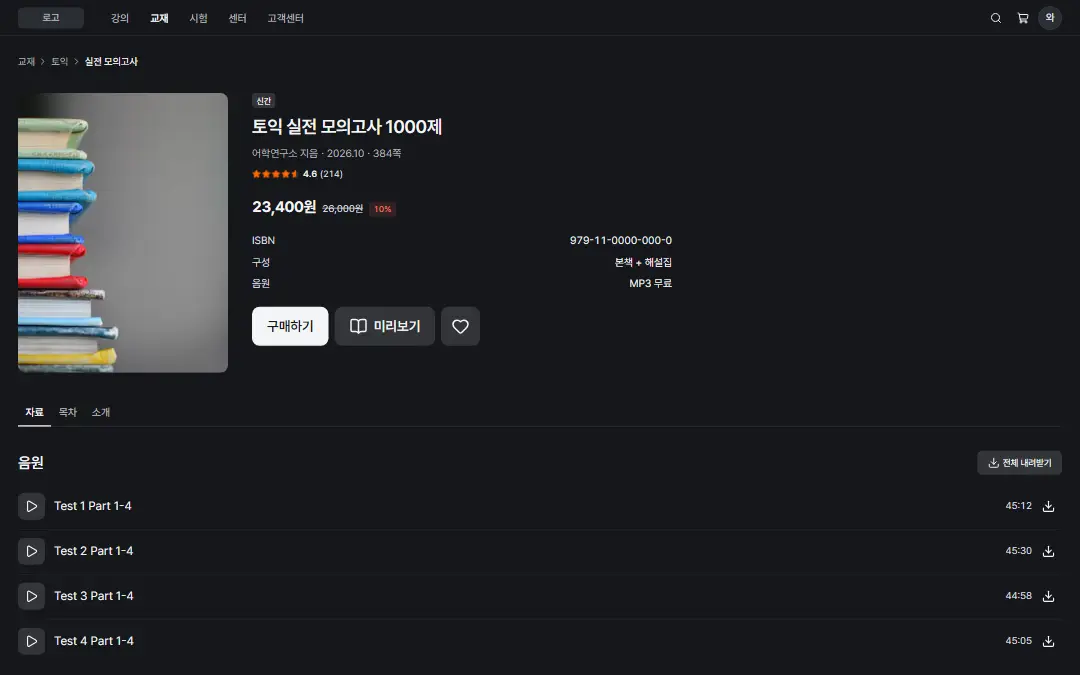 로고 강의 교재 시험 센터 고객센터 와
교재 > 토익 > 실전 모의고사
신간
토익 실전 모의고사 1000제
어학연구소 지음 · 2026.10 · 384쪽
4.6 (214)
23,400원 26,000원 10%
ISBN 979-11-0000-000-0
구성 본책 + 해설집
음원 MP3 무료
구매하기 미리보기
자료 목차 소개
음원 전체 내려받기
Test 1 Part 1-4 45:12
Test 2 Part 1-4 45:30
Test 3 Part 1-4 44:58
Test 4 Part 1-4 45:05